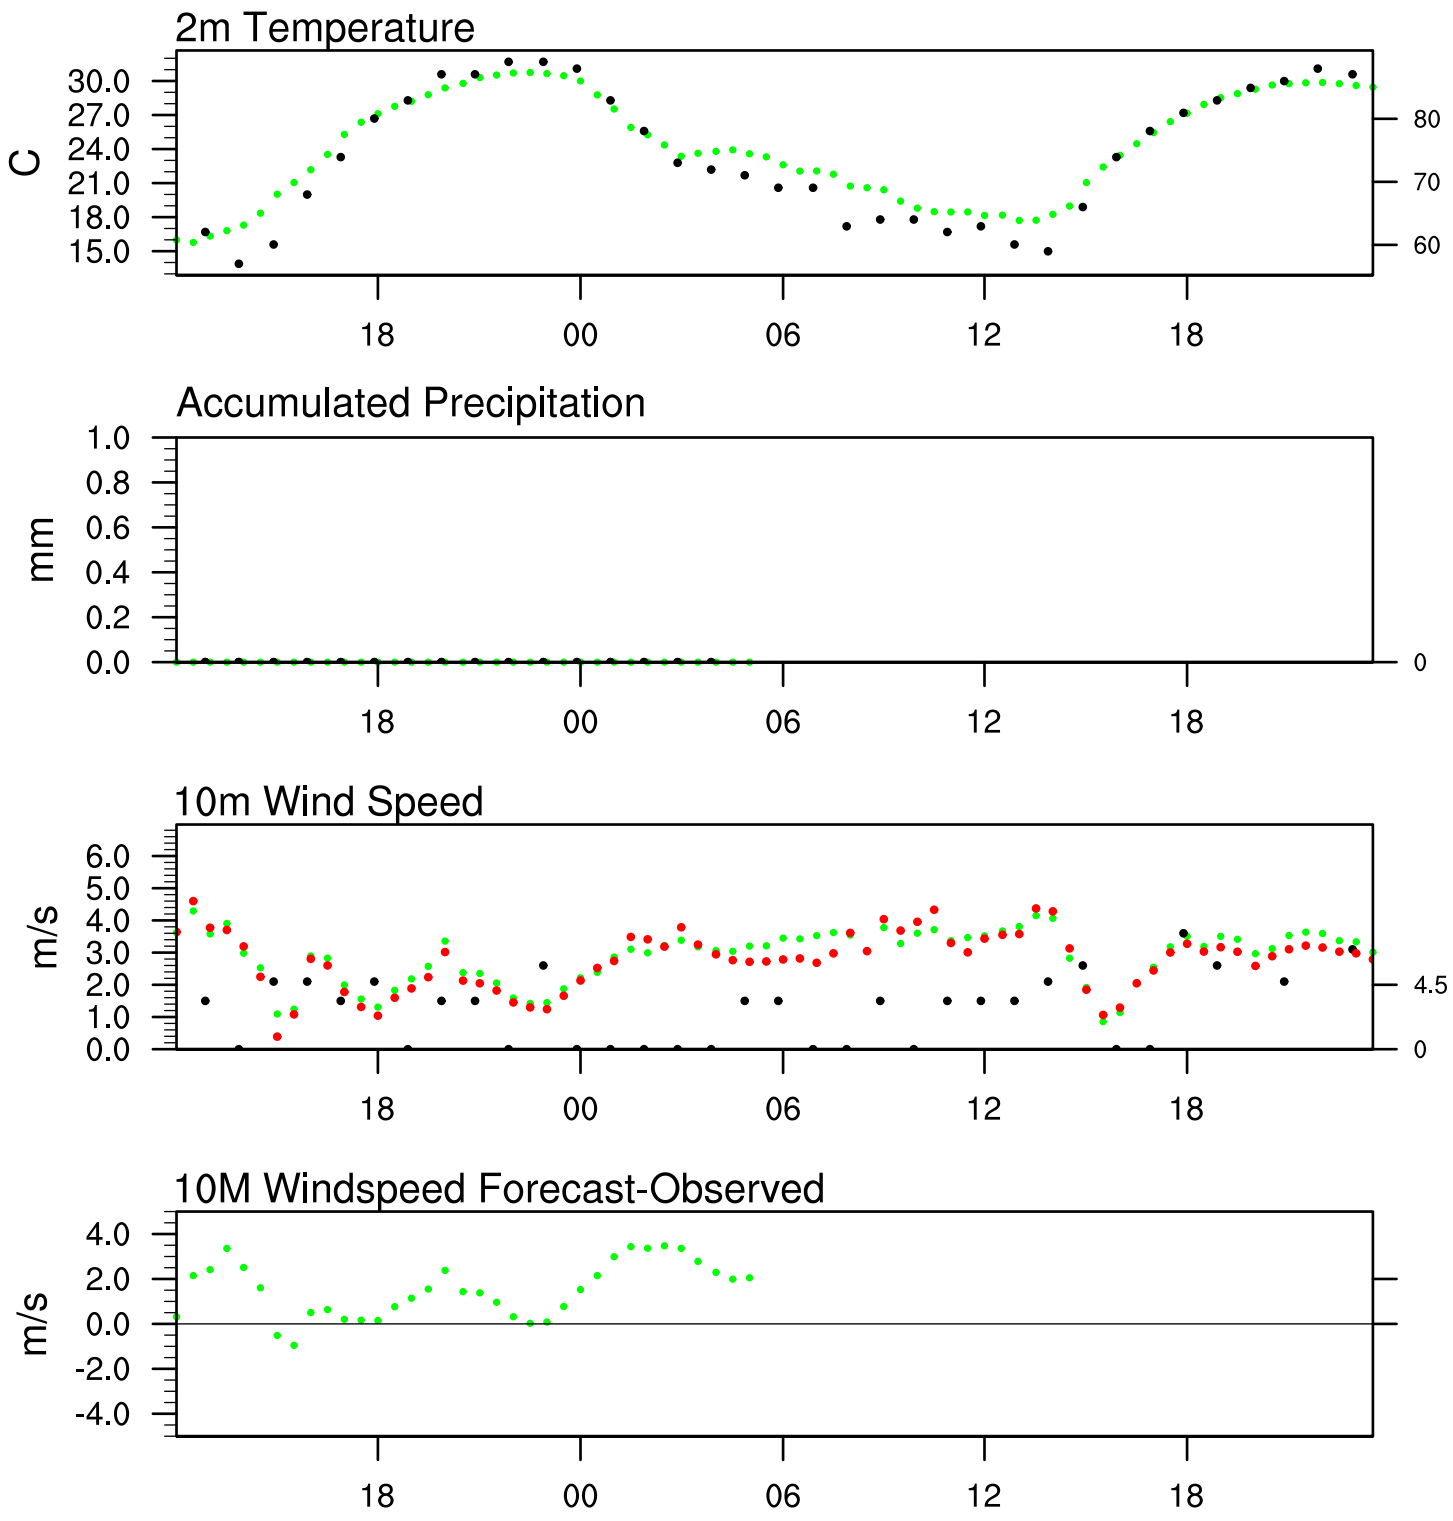 2m Temperature
C
30.0
27.0
24.0
21.0
18.0
15.0
80
70
60
18 00 06 12 18
Accumulated Precipitation
mm
1.0
0.8
0.6
0.4
0.2
0.0
0
18 00 06 12 18
10m Wind Speed
m/s
6.0
5.0
4.0
3.0
2.0
1.0
0.0
4.5
0
18 00 06 12 18
10M Windspeed Forecast-Observed
m/s
4.0
2.0
0.0
-2.0
-4.0
18 00 06 12 18